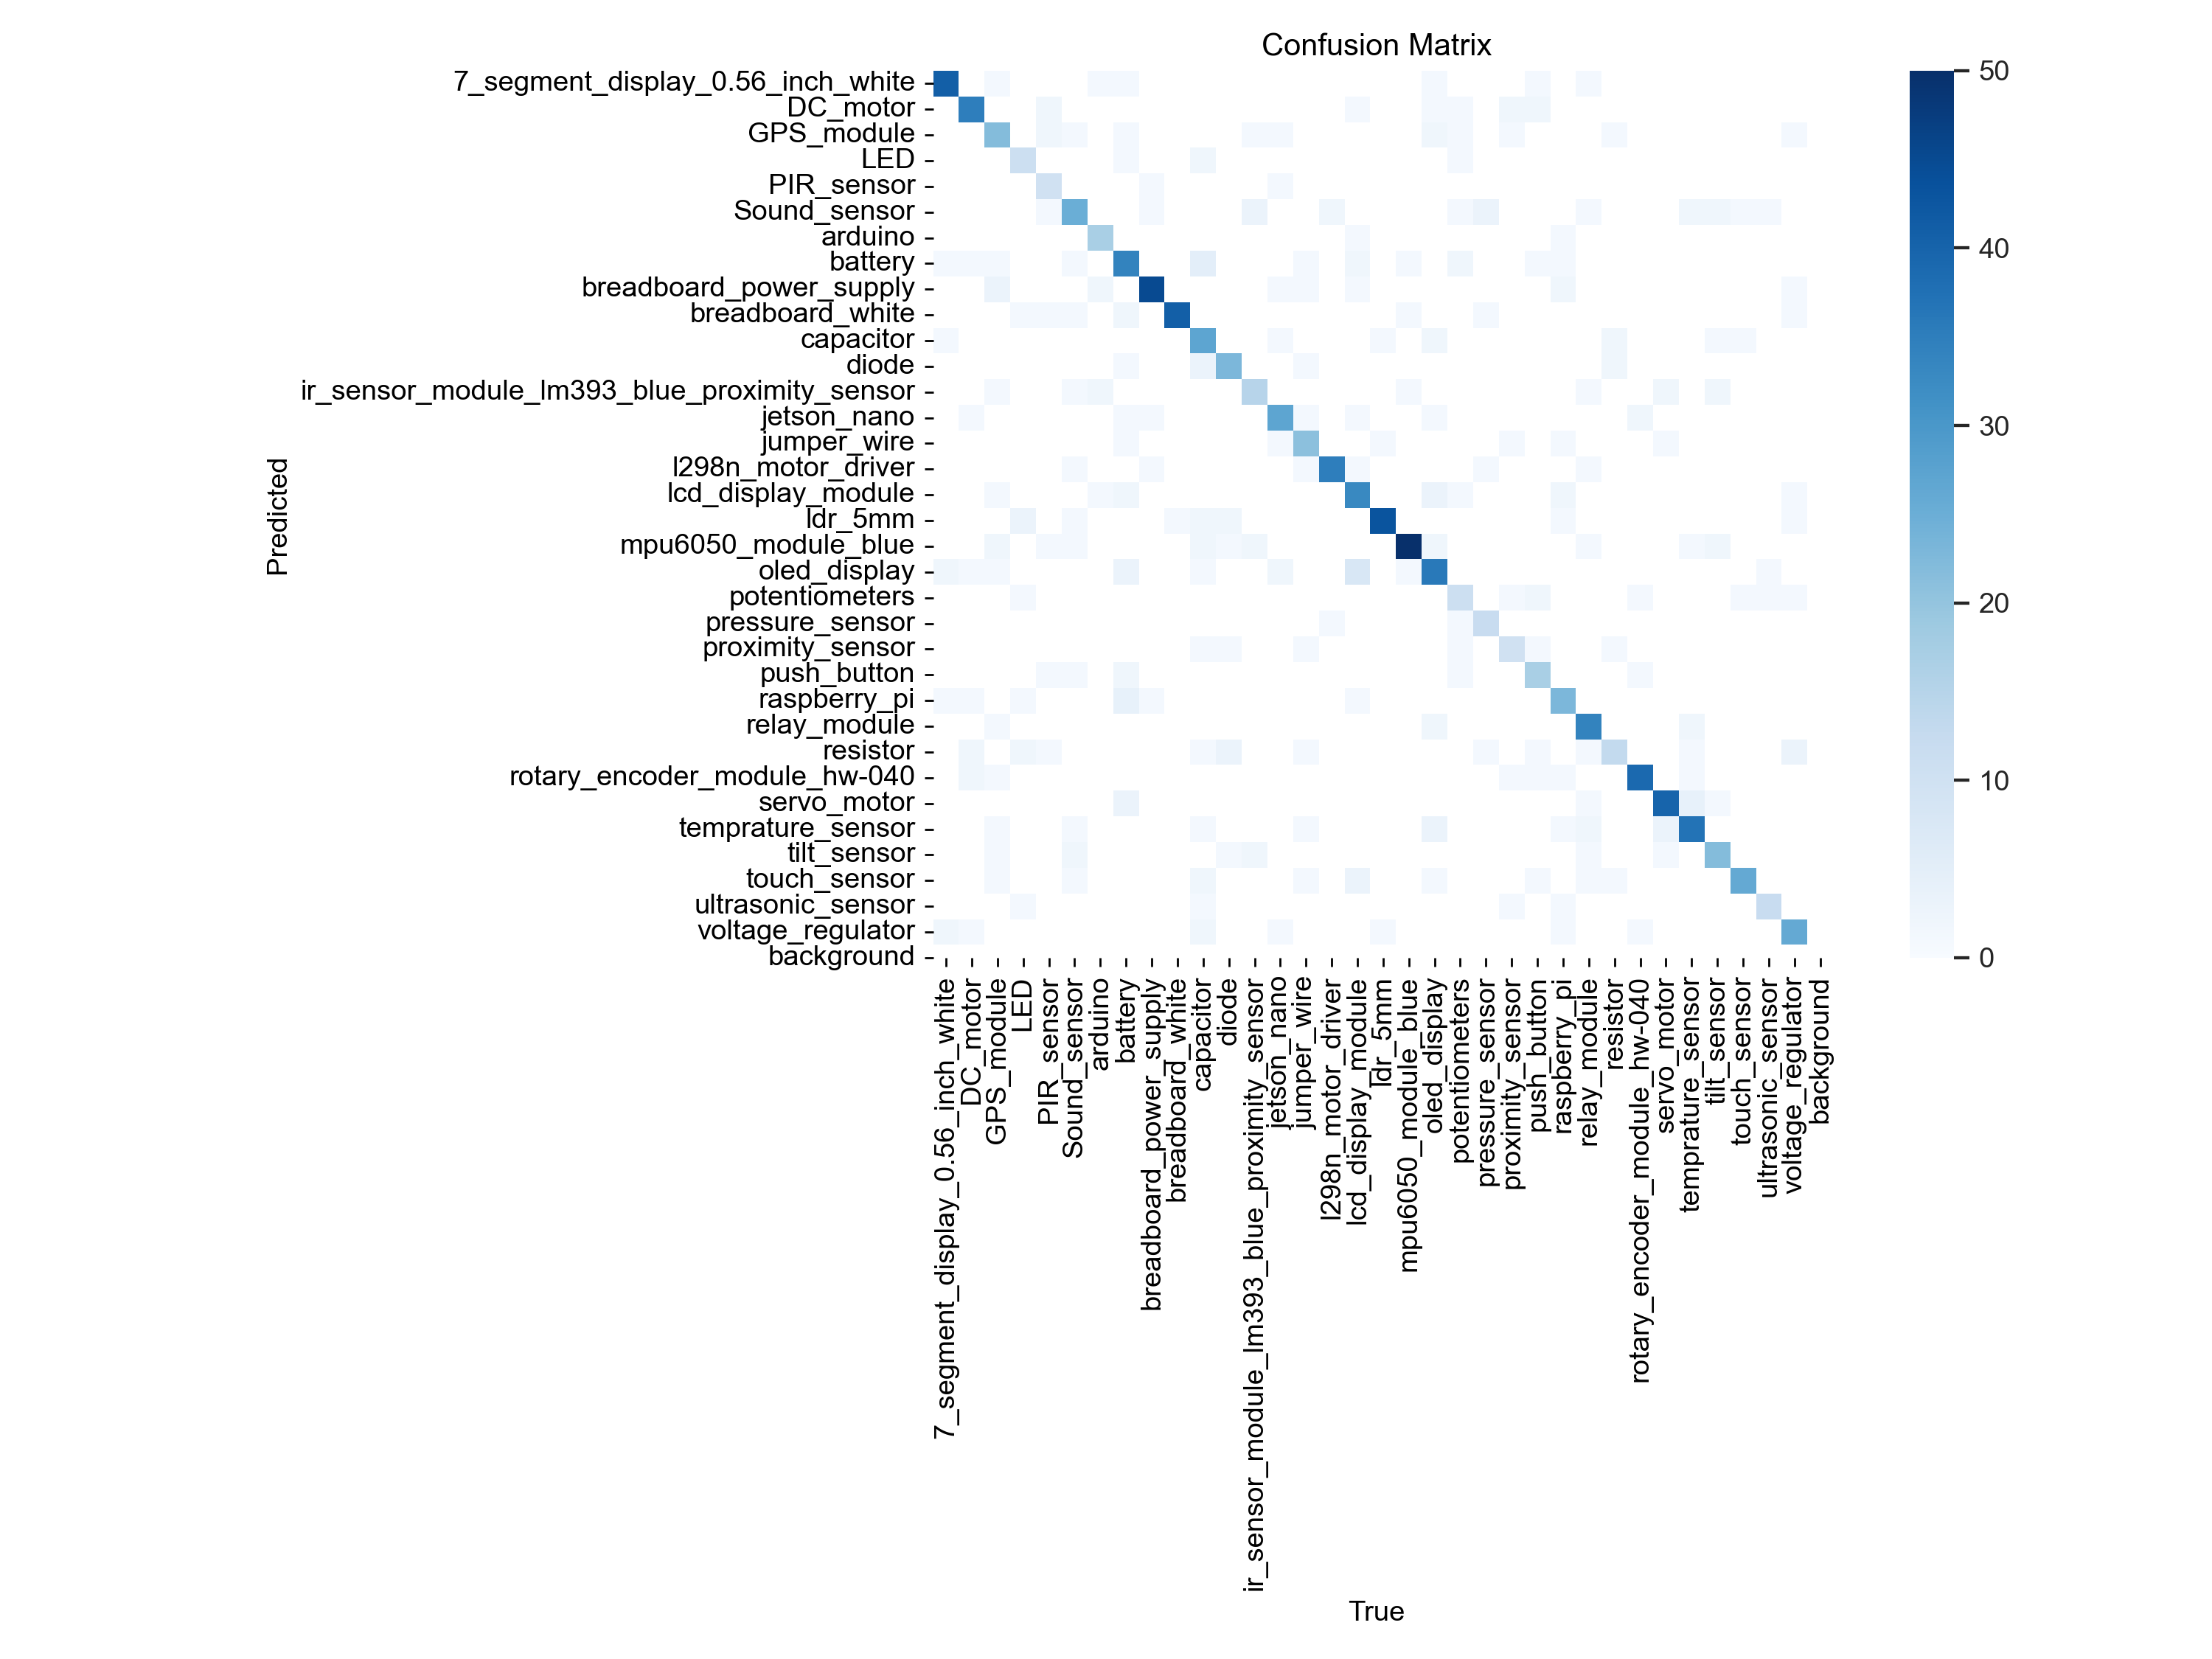 Confusion Matrix
7_segment_display_0.56_inch_white
DC_motor
GPS_module
LED
PIR_sensor
Sound_sensor
arduino
battery
breadboard_power_supply
breadboard_white
capacitor
diode
ir_sensor_module_lm393_blue_proximity_sensor
jetson_nano
jumper_wire
l298n_motor_driver
lcd_display_module
ldr_5mm
mpu6050_module_blue
oled_display
potentiometers
pressure_sensor
proximity_sensor
push_button
raspberry_pi
relay_module
resistor
rotary_encoder_module_hw-040
servo_motor
temprature_sensor
tilt_sensor
touch_sensor
ultrasonic_sensor
voltage_regulator
background
Predicted
7_segment_display_0.56_inch_white
DC_motor
GPS_module
LED
PIR_sensor
Sound_sensor
arduino
battery
breadboard_power_supply
breadboard_white
capacitor
diode
ir_sensor_module_lm393_blue_proximity_sensor
jetson_nano
jumper_wire
l298n_motor_driver
lcd_display_module
ldr_5mm
mpu6050_module_blue
oled_display
potentiometers
pressure_sensor
proximity_sensor
push_button
raspberry_pi
relay_module
resistor
rotary_encoder_module_hw-040
servo_motor
temprature_sensor
tilt_sensor
touch_sensor
ultrasonic_sensor
voltage_regulator
background
True
50
40
30
20
10
0